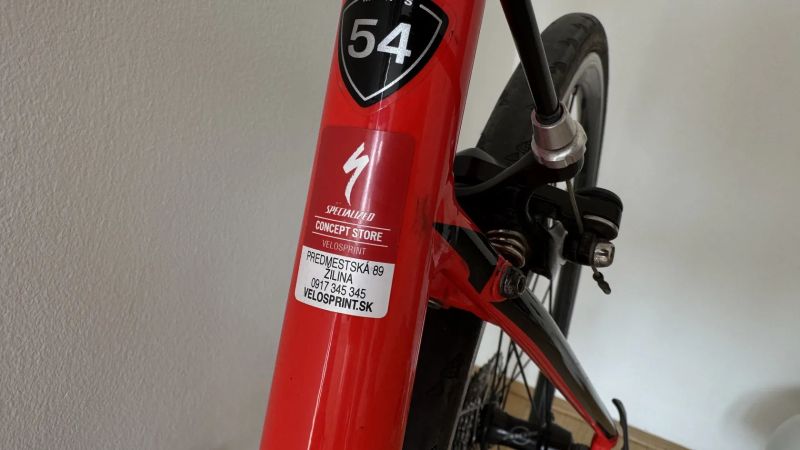 54
SPECIALIZED
CONCEPT STORE
VELOSPRINT
PREDMESTSKÁ 89
ŽILINA
0917 345 345
VELOSPRINT.SK